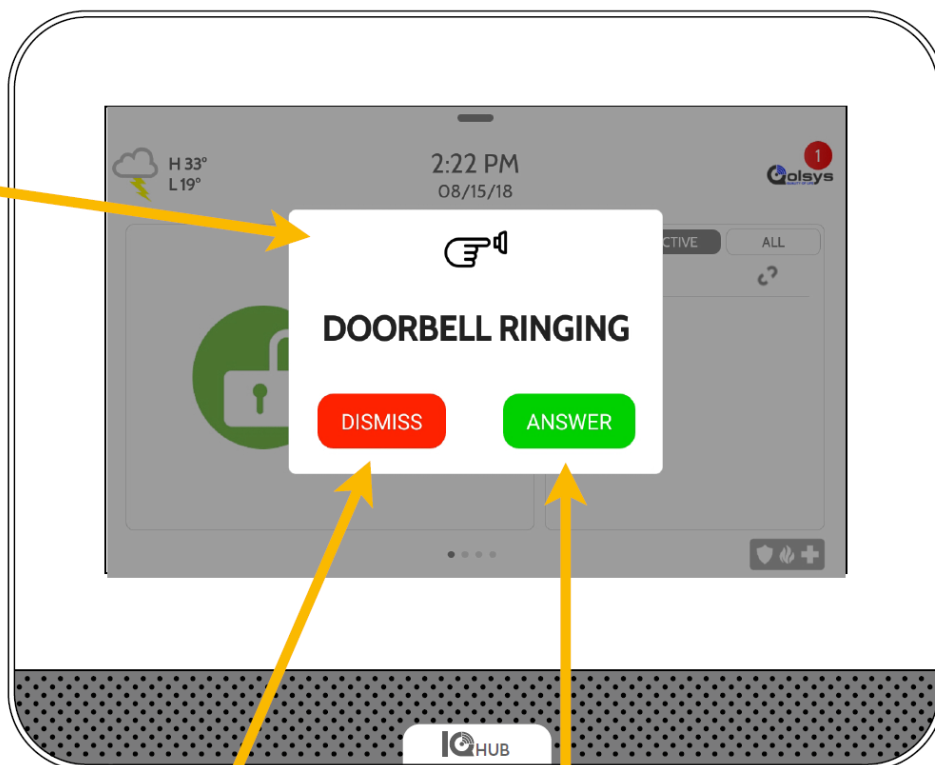 H 33°
L 19°
2:22 PM
08/15/18
1
Qolsys
CTIVE
ALL
DOORBELL RINGING
DISMISS
ANSWER
IQ HUB